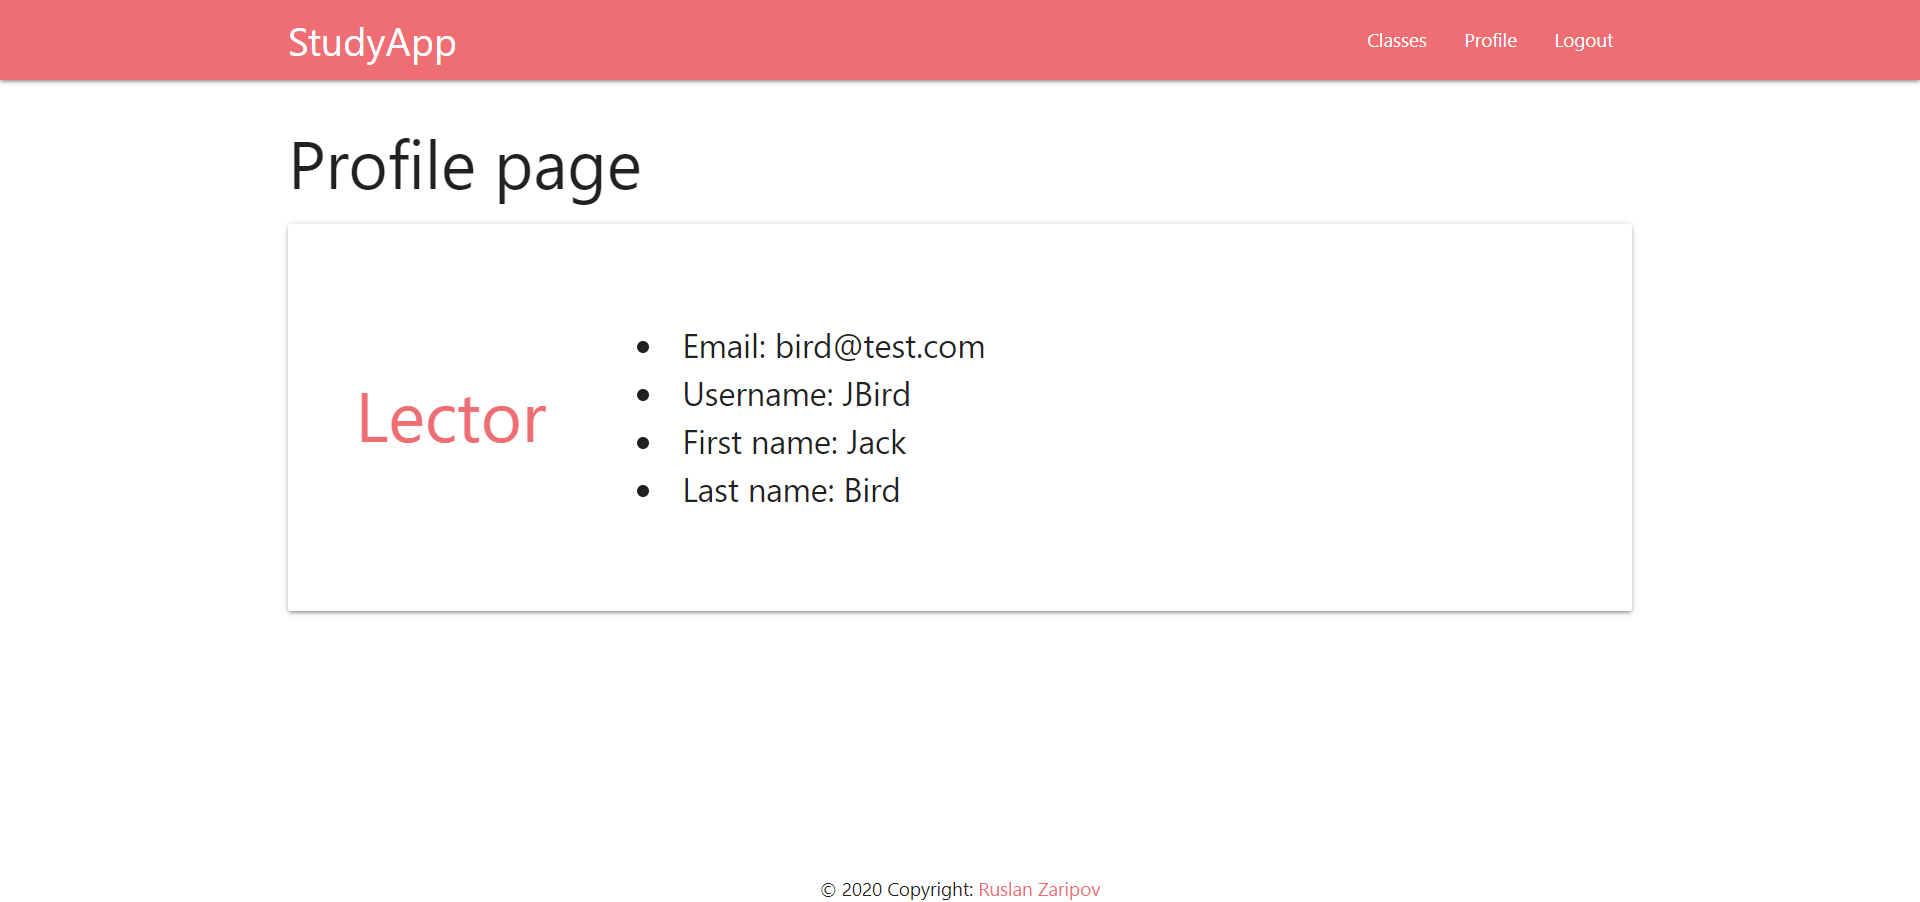 StudyApp
Classes Profile Logout
Profile page
Lector
Email: bird@test.com
Username: JBird
First name: Jack
Last name: Bird
© 2020 Copyright: Ruslan Zaripov